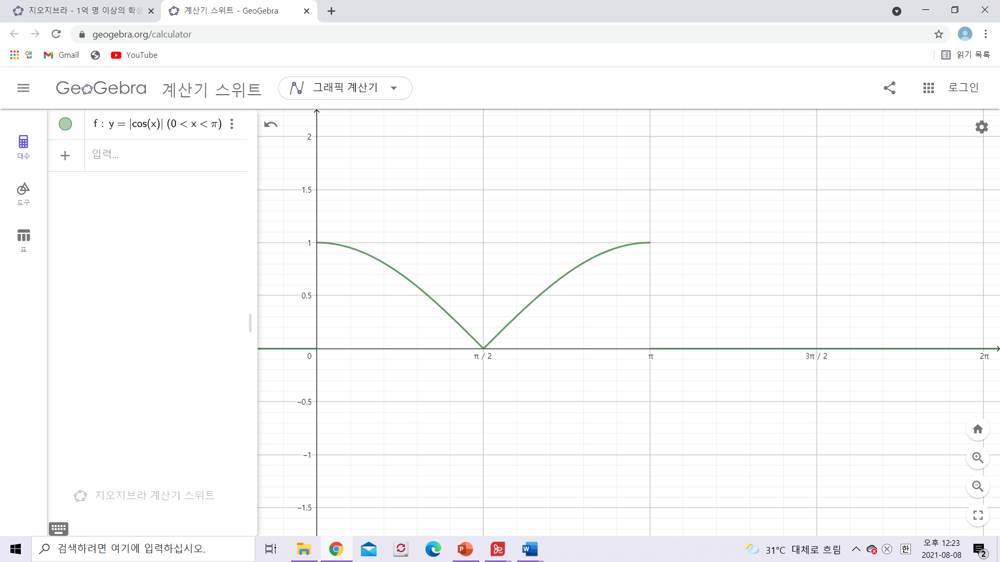 지오지브라 - 1억 명 이상의 학생
계산기 스위트 - GeoGebra
geogebra.org/calculator
앱
Gmail
YouTube
읽기 목록
GeoGebra 계산기 스위트
그래픽 계산기
로그인
f : y = |cos(x)| (0 < x < π)
입력...
대수
도구
표
2
1.5
1
0.5
0
π / 2
π
3π / 2
2π
−0.5
−1
−1.5
지오지브라 계산기 스위트
검색하려면 여기에 입력하십시오.
P
W
31°C 대체로 흐림
한
오후 12:23
2021-08-08
2